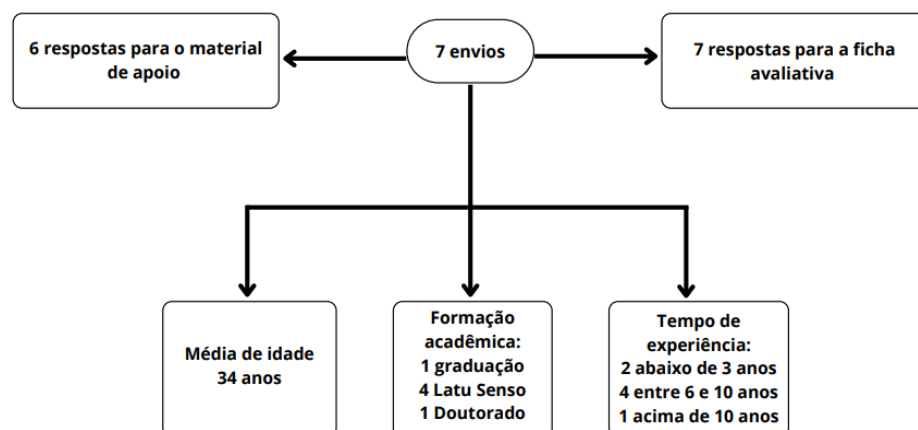 6 respostas para o material
de apoio
7 envios
7 respostas para a ficha
avaliativa
Média de idade
34 anos
Formação
acadêmica:
1 graduação
4 Latu Senso
1 Doutorado
Tempo de
experiência:
2 abaixo de 3 anos
4 entre 6 e 10 anos
1 acima de 10 anos